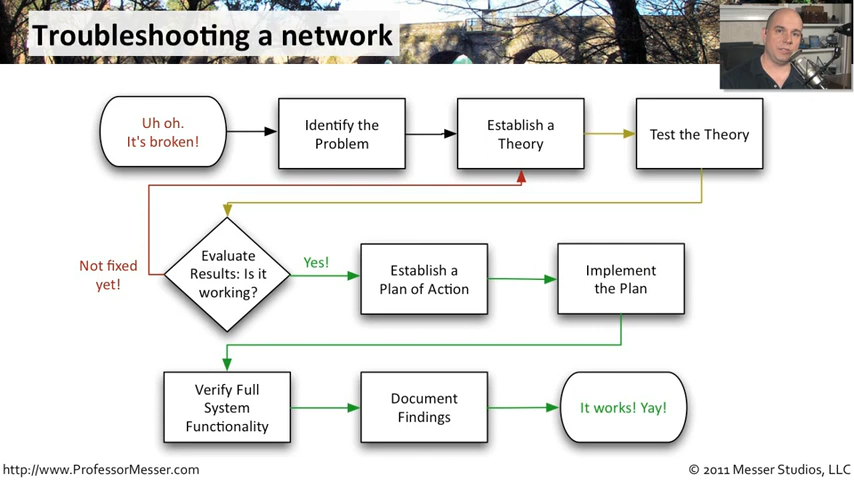 Troubleshooting a network
Uh oh.
It's broken!
Identify the
Problem
Establish a
Theory
Test the Theory
Not fixed
yet!
Evaluate
Results: Is it
working?
Yes!
Establish a
Plan of Action
Implement
the Plan
Verify Full
System
Functionality
Document
Findings
It works! Yay!
http://www.ProfessorMesser.com
© 2011 Messer Studios, LLC